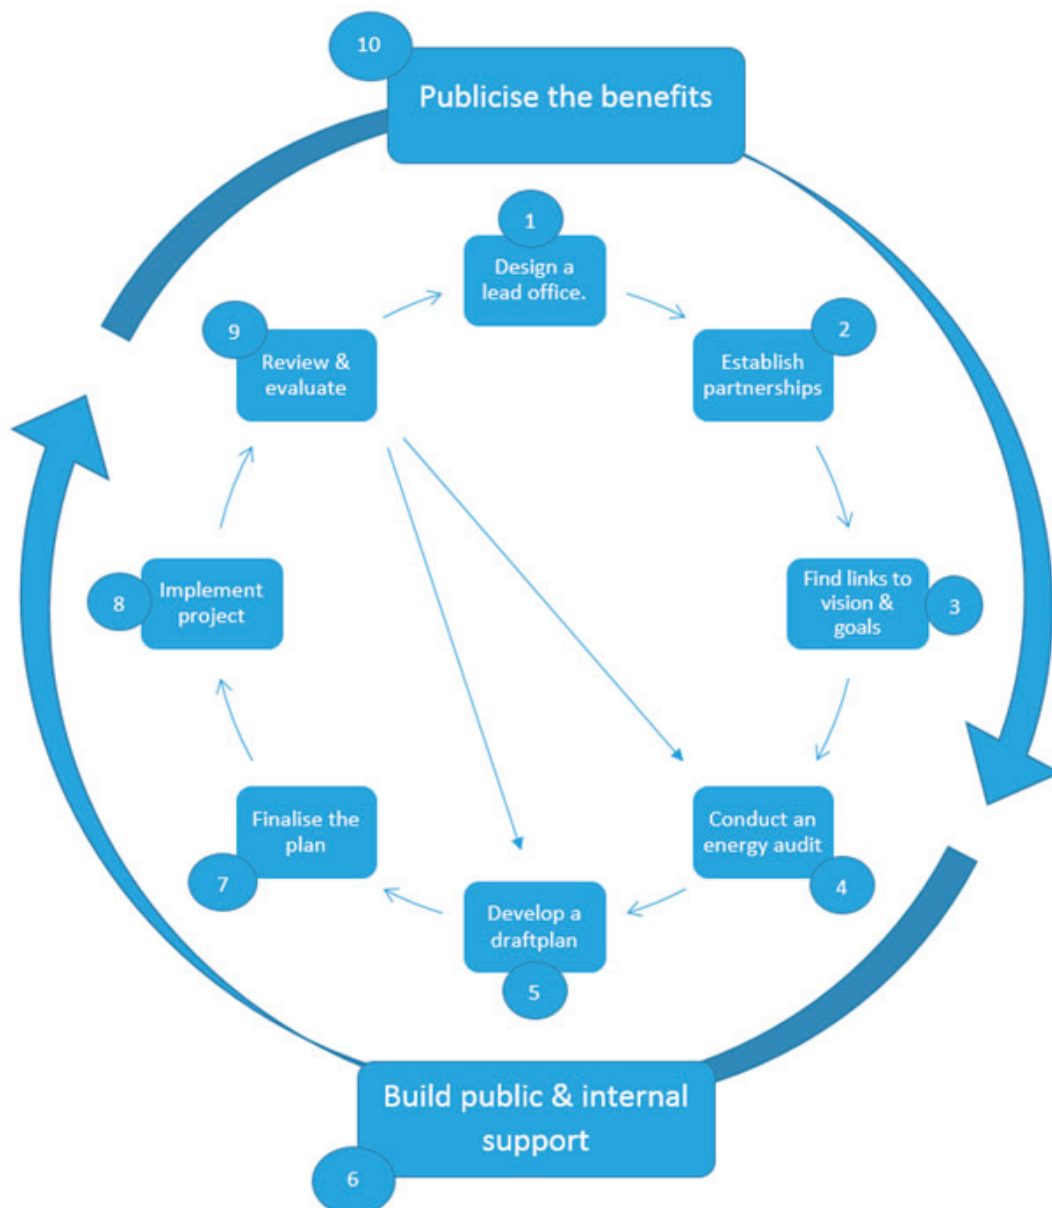 10
Publicise the benefits
1
Design a
lead office.
2
Establish
partnerships
3
Find links to
vision &
goals
4
Conduct an
energy audit
5
Develop a
draftplan
6
Build public & internal
support
7
Finalise the
plan
8
Implement
project
9
Review &
evaluate